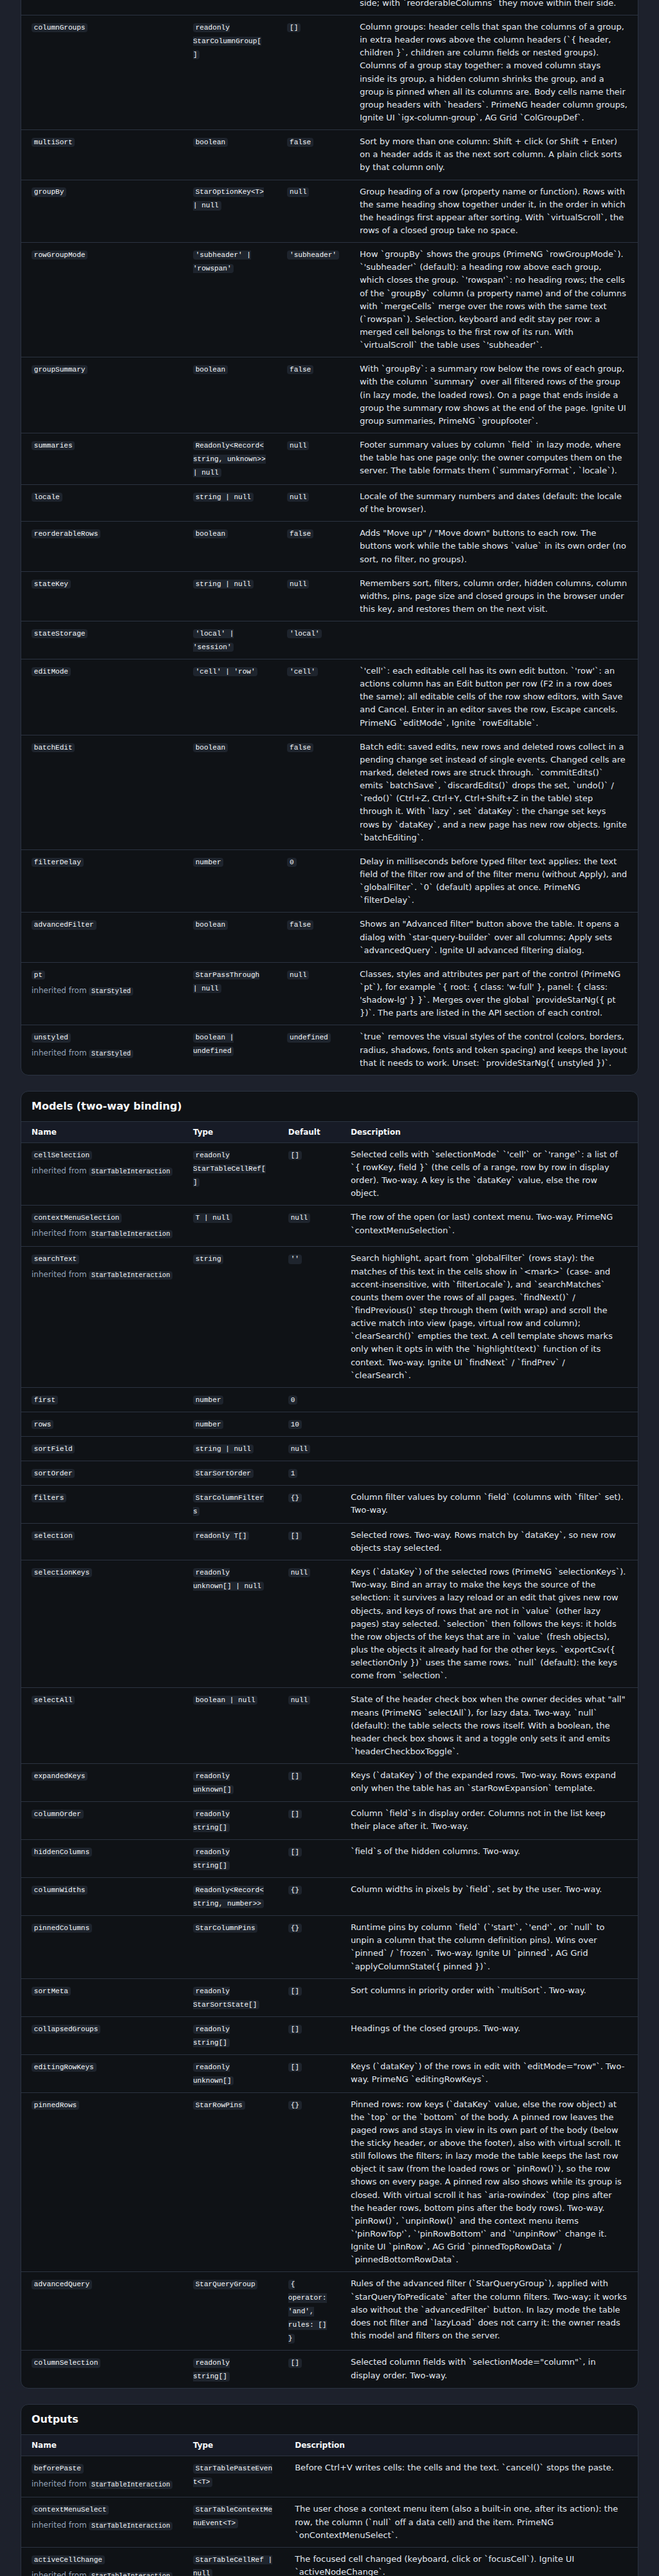 side; with `reorderableColumns` they move within their side.
columnGroups readonly [] Column groups: header cells that span the columns of a group,
StarColumnGroup[ in extra header rows above the column headers (`{ header,
] children }`, children are column fields or nested groups).
Columns of a group stay together: a moved column stays
inside its group, a hidden column shrinks the group, and a
group is pinned when all its columns are. Body cells name their
group headers with `headers`. PrimeNG header column groups,
Ignite UI `igx-column-group`, AG Grid `ColGroupDef`.
multiSort boolean false Sort by more than one column: Shift + click (or Shift + Enter)
on a header adds it as the next sort column. A plain click sorts
by that column only.
groupBy StarOptionKey<T> null Group heading of a row (property name or function). Rows with
| null the same heading show together under it, in the order in which
the headings first appear after sorting. With `virtualScroll`, the
rows of a closed group take no space.
rowGroupMode 'subheader' | 'subheader' How `groupBy` shows the groups (PrimeNG `rowGroupMode`).
'rowspan' `'subheader'` (default): a heading row above each group,
which closes the group. `'rowspan'`: no heading rows; the cells
of the `groupBy` column (a property name) and of the columns
with `mergeCells` merge over the rows with the same text
(`rowspan`). Selection, keyboard and edit stay per row: a
merged cell belongs to the first row of its run. With
`virtualScroll` the table uses `'subheader'`.
groupSummary boolean false With `groupBy`: a summary row below the rows of each group,
with the column `summary` over all filtered rows of the group
(in lazy mode, the loaded rows). On a page that ends inside a
group the summary row shows at the end of the page. Ignite UI
group summaries, PrimeNG `groupfooter`.
summaries Readonly<Record< null Footer summary values by column `field` in lazy mode, where
string, unknown>> the table has one page only: the owner computes them on the
| null server. The table formats them (`summaryFormat`, `locale`).
locale string | null null Locale of the summary numbers and dates (default: the locale
of the browser).
reorderableRows boolean false Adds "Move up" / "Move down" buttons to each row. The
buttons work while the table shows `value` in its own order (no
sort, no filter, no groups).
stateKey string | null null Remembers sort, filters, column order, hidden columns, column
widths, pins, page size and closed groups in the browser under
this key, and restores them on the next visit.
stateStorage 'local' | 'local'
'session'
editMode 'cell' | 'row' 'cell' `'cell'`: each editable cell has its own edit button. `'row'`: an
actions column has an Edit button per row (F2 in a row does
the same); all editable cells of the row show editors, with Save
and Cancel. Enter in an editor saves the row, Escape cancels.
PrimeNG `editMode`, Ignite `rowEditable`.
batchEdit boolean false Batch edit: saved edits, new rows and deleted rows collect in a
pending change set instead of single events. Changed cells are
marked, deleted rows are struck through. `commitEdits()`
emits `batchSave`, `discardEdits()` drops the set, `undo()` /
`redo()` (Ctrl+Z, Ctrl+Y, Ctrl+Shift+Z in the table) step
through it. With `lazy`, set `dataKey`: the change set keys
rows by `dataKey`, and a new page has new row objects. Ignite
`batchEditing`.
filterDelay number 0 Delay in milliseconds before typed filter text applies: the text
field of the filter row and of the filter menu (without Apply), and
`globalFilter`. `0` (default) applies at once. PrimeNG
`filterDelay`.
advancedFilter boolean false Shows an "Advanced filter" button above the table. It opens a
dialog with `star-query-builder` over all columns; Apply sets
`advancedQuery`. Ignite UI advanced filtering dialog.
pt StarPassThrough null Classes, styles and attributes per part of the control (PrimeNG
inherited from StarStyled | null `pt`), for example `{ root: { class: 'w-full' }, panel: { class:
'shadow-lg' } }`. Merges over the global `provideStarNg({ pt
})`. The parts are listed in the API section of each control.
unstyled boolean | undefined `true` removes the visual styles of the control (colors, borders,
inherited from StarStyled undefined radius, shadows, fonts and token spacing) and keeps the layout
that it needs to work. Unset: `provideStarNg({ unstyled })`.
Models (two-way binding)
Name Type Default Description
cellSelection readonly [] Selected cells with `selectionMode` `'cell'` or `'range'`: a list of
inherited from StarTableInteraction StarTableCellRef[ `{ rowKey, field }` (the cells of a range, row by row in display
] order). Two-way. A key is the `dataKey` value, else the row
object.
contextMenuSelection T | null null The row of the open (or last) context menu. Two-way. PrimeNG
inherited from StarTableInteraction `contextMenuSelection`.
searchText string '' Search highlight, apart from `globalFilter` (rows stay): the
inherited from StarTableInteraction matches of this text in the cells show in `<mark>` (case- and
accent-insensitive, with `filterLocale`), and `searchMatches`
counts them over the rows of all pages. `findNext()` /
`findPrevious()` step through them (with wrap) and scroll the
active match into view (page, virtual row and column);
`clearSearch()` empties the text. A cell template shows marks
only when it opts in with the `highlight(text)` function of its
context. Two-way. Ignite UI `findNext` / `findPrev` /
`clearSearch`.
first number 0
rows number 10
sortField string | null null
sortOrder StarSortOrder 1
filters StarColumnFilter {} Column filter values by column `field` (columns with `filter` set).
s Two-way.
selection readonly T[] [] Selected rows. Two-way. Rows match by `dataKey`, so new row
objects stay selected.
selectionKeys readonly null Keys (`dataKey`) of the selected rows (PrimeNG `selectionKeys`).
unknown[] | null Two-way. Bind an array to make the keys the source of the
selection: it survives a lazy reload or an edit that gives new row
objects, and keys of rows that are not in `value` (other lazy
pages) stay selected. `selection` then follows the keys: it holds
the row objects of the keys that are in `value` (fresh objects),
plus the objects it already had for the other keys. `exportCsv({
selectionOnly })` uses the same rows. `null` (default): the keys
come from `selection`.
selectAll boolean | null null State of the header check box when the owner decides what "all"
means (PrimeNG `selectAll`), for lazy data. Two-way. `null`
(default): the table selects the rows itself. With a boolean, the
header check box shows it and a toggle only sets it and emits
`headerCheckboxToggle`.
expandedKeys readonly [] Keys (`dataKey`) of the expanded rows. Two-way. Rows expand
unknown[] only when the table has an `starRowExpansion` template.
columnOrder readonly [] Column `field`s in display order. Columns not in the list keep
string[] their place after it. Two-way.
hiddenColumns readonly [] `field`s of the hidden columns. Two-way.
string[]
columnWidths Readonly<Record< {} Column widths in pixels by `field`, set by the user. Two-way.
string, number>>
pinnedColumns StarColumnPins {} Runtime pins by column `field` (`'start'`, `'end'`, or `null` to
unpin a column that the column definition pins). Wins over
`pinned` / `frozen`. Two-way. Ignite UI `pinned`, AG Grid
`applyColumnState({ pinned })`.
sortMeta readonly [] Sort columns in priority order with `multiSort`. Two-way.
StarSortState[]
collapsedGroups readonly [] Headings of the closed groups. Two-way.
string[]
editingRowKeys readonly [] Keys (`dataKey`) of the rows in edit with `editMode="row"`. Two-
unknown[] way. PrimeNG `editingRowKeys`.
pinnedRows StarRowPins {} Pinned rows: row keys (`dataKey` value, else the row object) at
the `top` or the `bottom` of the body. A pinned row leaves the
paged rows and stays in view in its own part of the body (below
the sticky header, or above the footer), also with virtual scroll. It
still follows the filters; in lazy mode the table keeps the last row
object it saw (from the loaded rows or `pinRow()`), so the row
shows on every page. A pinned row also shows while its group is
closed. With virtual scroll it has `aria-rowindex` (top pins after
the header rows, bottom pins after the body rows). Two-way.
`pinRow()`, `unpinRow()` and the context menu items
`'pinRowTop'`, `'pinRowBottom'` and `'unpinRow'` change it.
Ignite UI `pinRow`, AG Grid `pinnedTopRowData` /
`pinnedBottomRowData`.
advancedQuery StarQueryGroup { Rules of the advanced filter (`StarQueryGroup`), applied with
operator: `starQueryToPredicate` after the column filters. Two-way; it works
'and', also without the `advancedFilter` button. In lazy mode the table
rules: [] does not filter and `lazyLoad` does not carry it: the owner reads
} this model and filters on the server.
columnSelection readonly [] Selected column fields with `selectionMode="column"`, in
string[] display order. Two-way.
Outputs
Name Type Description
beforePaste StarTablePasteEven Before Ctrl+V writes cells: the cells and the text. `cancel()` stops the paste.
inherited from StarTableInteraction t<T>
contextMenuSelect StarTableContextMe The user chose a context menu item (also a built-in one, after its action): the
inherited from StarTableInteraction nuEvent<T> row, the column (`null` off a data cell) and the item. PrimeNG
`onContextMenuSelect`.
activeCellChange StarTableCellRef | The focused cell changed (keyboard, click or `focusCell`). Ignite UI
inherited from StarTableInteraction null `activeNodeChange`.